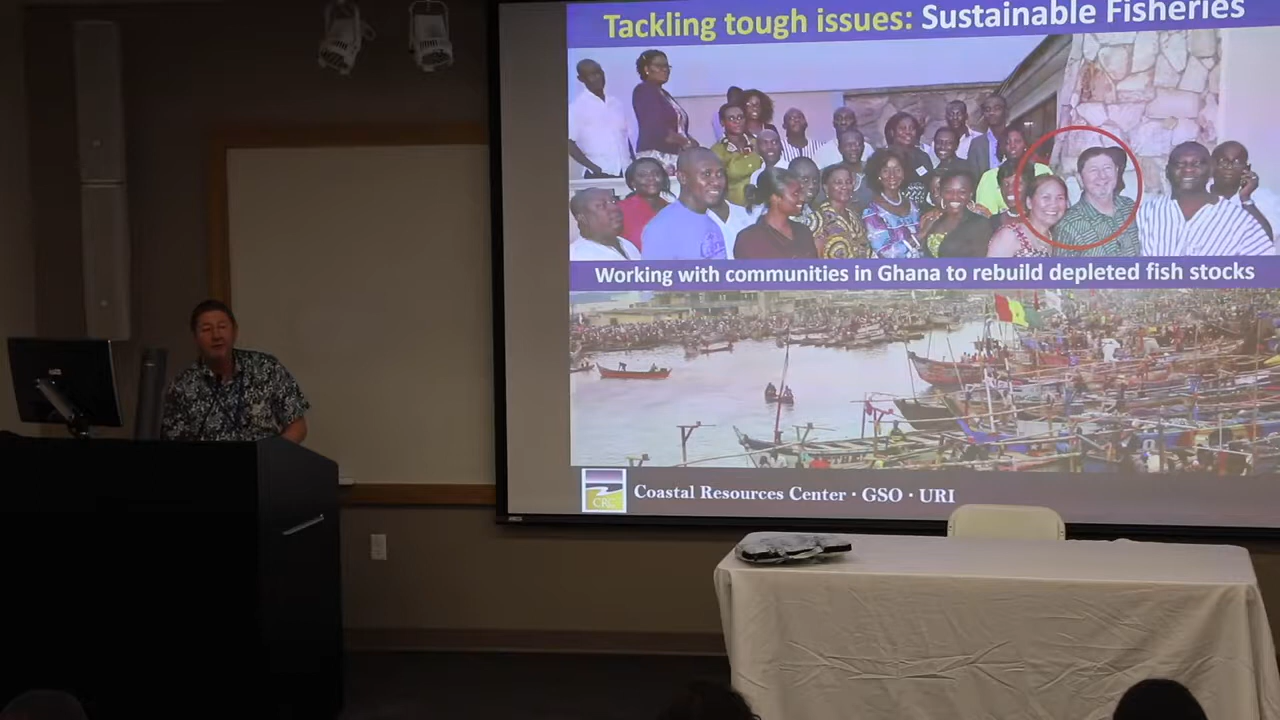 Tackling tough issues: Sustainable Fisheries
Working with communities in Ghana to rebuild depleted fish stocks
CRC
Coastal Resources Center · GSO · URI